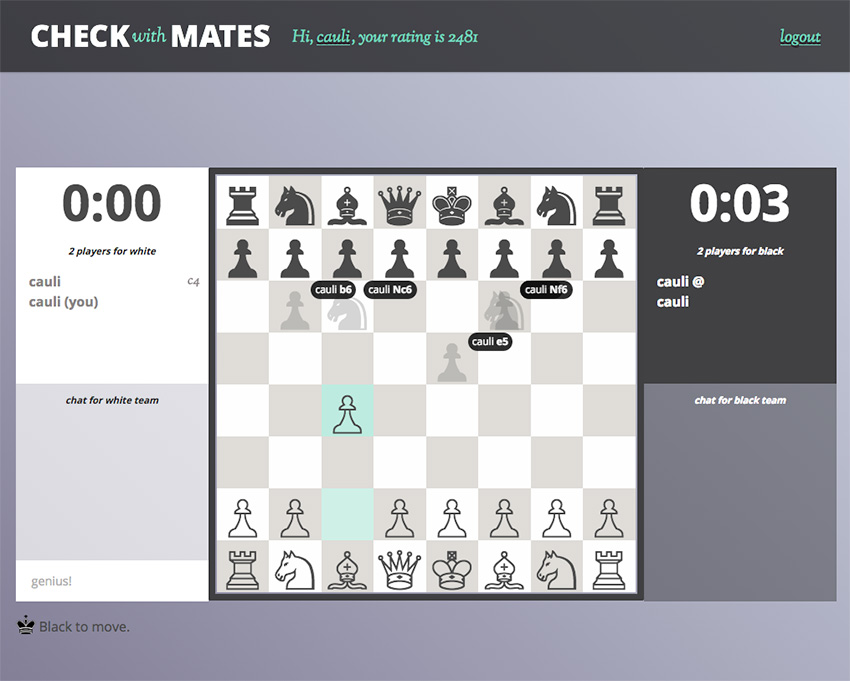 CHECK with MATES
Hi, cauli, your rating is 2481
logout
0:00
2 players for white
cauli c4
cauli (you)
chat for white team
genius!
cauli b6
cauli Nc6
cauli Nf6
cauli e5
0:03
2 players for black
cauli @
cauli
chat for black team
Black to move.